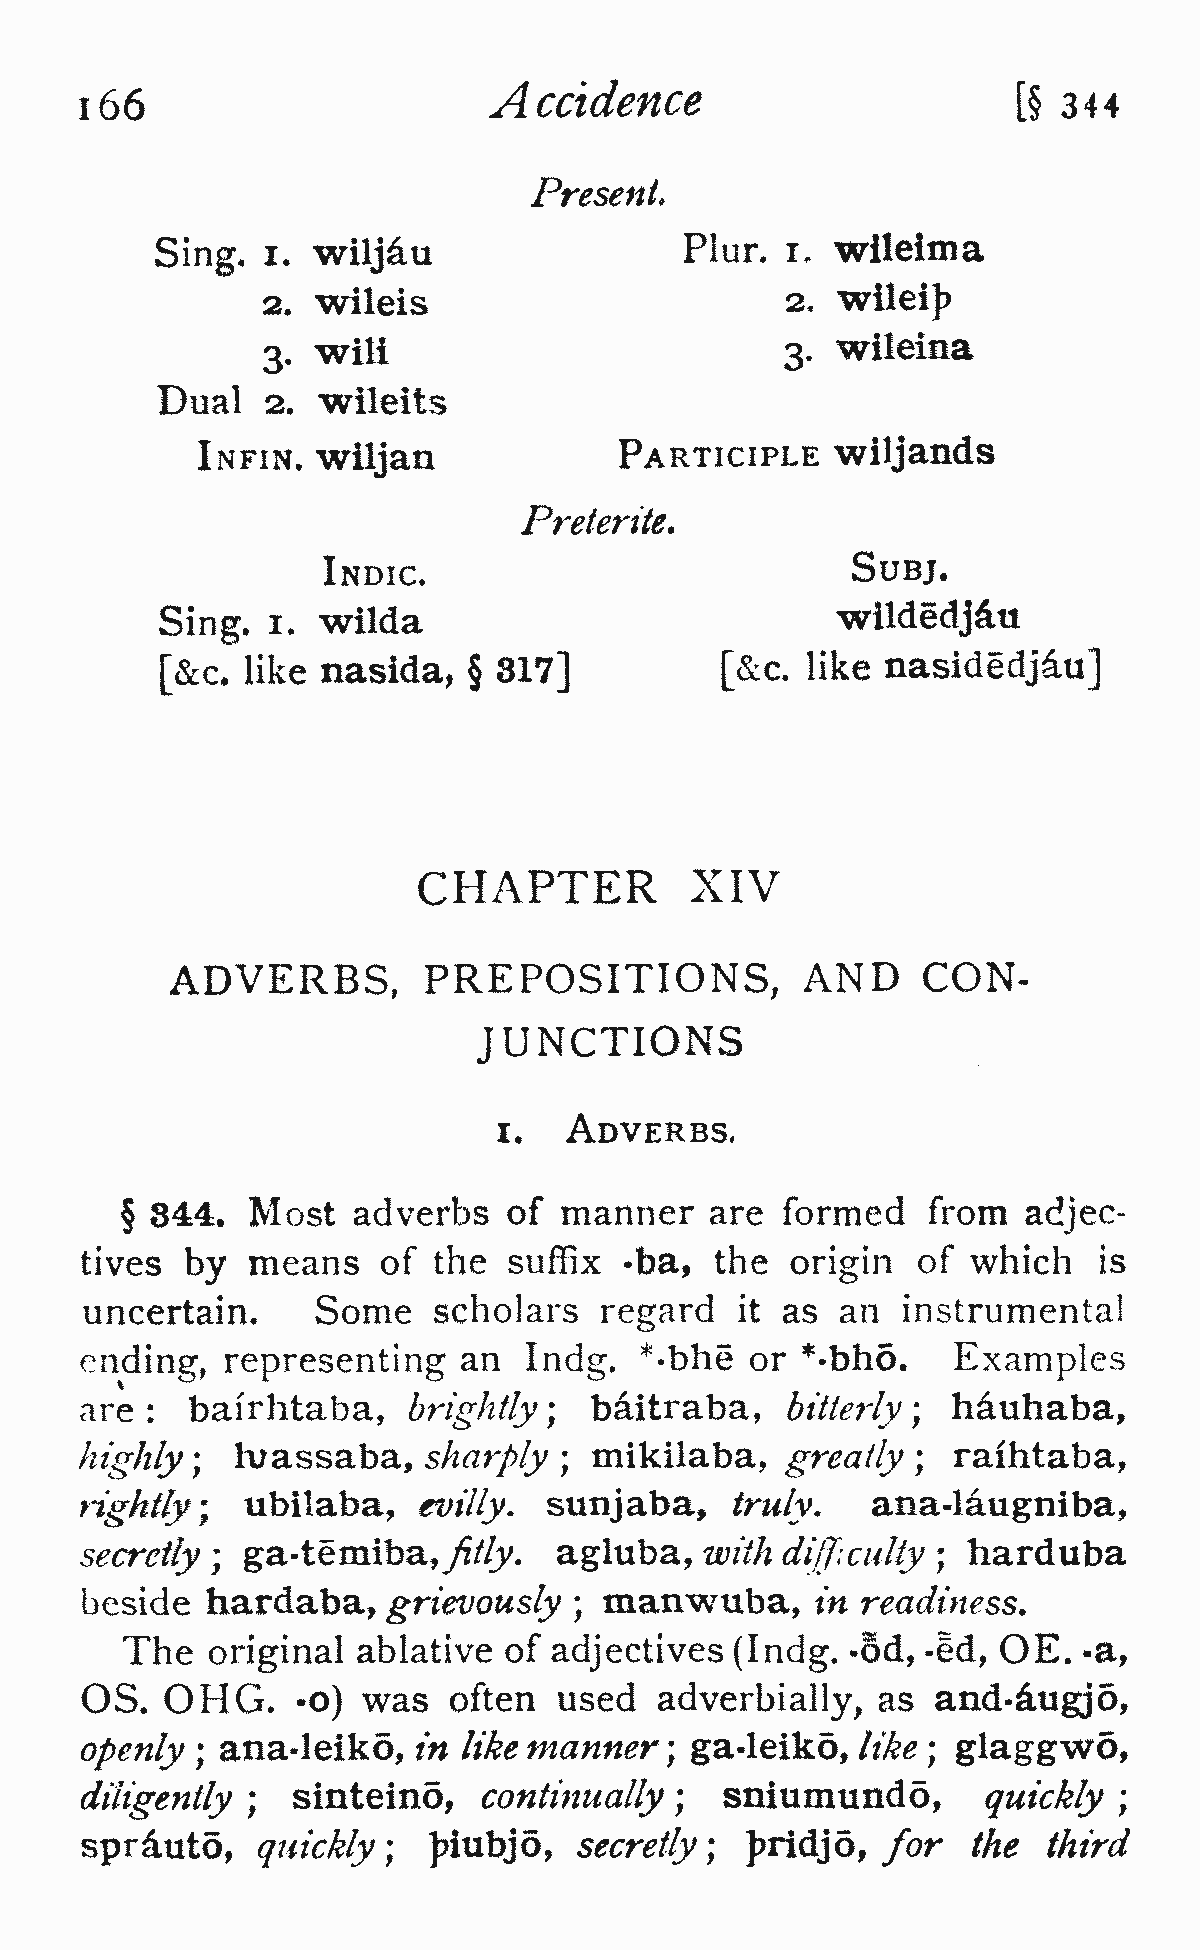 166 Accidence [§ 344
Present.
Sing. 1. wiljáu Plur. 1. wileima
2. wileis 2. wileiþ
3. wili 3. wileina
Dual 2. wileits
INFIN. wiljan PARTICIPLE wiljands
Preterite.
INDIC. SUBJ.
Sing. 1. wilda wildēdjáu
[&c. like nasida, § 317] [&c. like nasidēdjáu]
CHAPTER XIV
ADVERBS, PREPOSITIONS, AND CON-
JUNCTIONS
1. ADVERBS.
§ 344. Most adverbs of manner are formed from adjec-
tives by means of the suffix -ba, the origin of which is
uncertain. Some scholars regard it as an instrumental
ending, representing an Indg. *-bhē or *-bhō. Examples
are : baírhtaba, brightly ; báitraba, bitterly ; háuhaba,
highly ; ƕassaba, sharply ; mikilaba, greatly ; raíhtaba,
rightly ; ubilaba, evilly. sunjaba, truly. ana-láugniba,
secretly ; ga-tēmiba, fitly. agluba, with difficulty ; harduba
beside hardaba, grievously ; manwuba, in readiness.
The original ablative of adjectives (Indg. -ō̃d, -ē̃d, OE. -a,
OS. OHG. -o) was often used adverbially, as and-áugjō,
openly ; ana-leikō, in like manner ; ga-leikō, like ; glaggwō,
diligently ; sinteinō, continually ; sniumundō, quickly ;
spráutō, quickly ; þiubjō, secretly ; þridjō, for the third